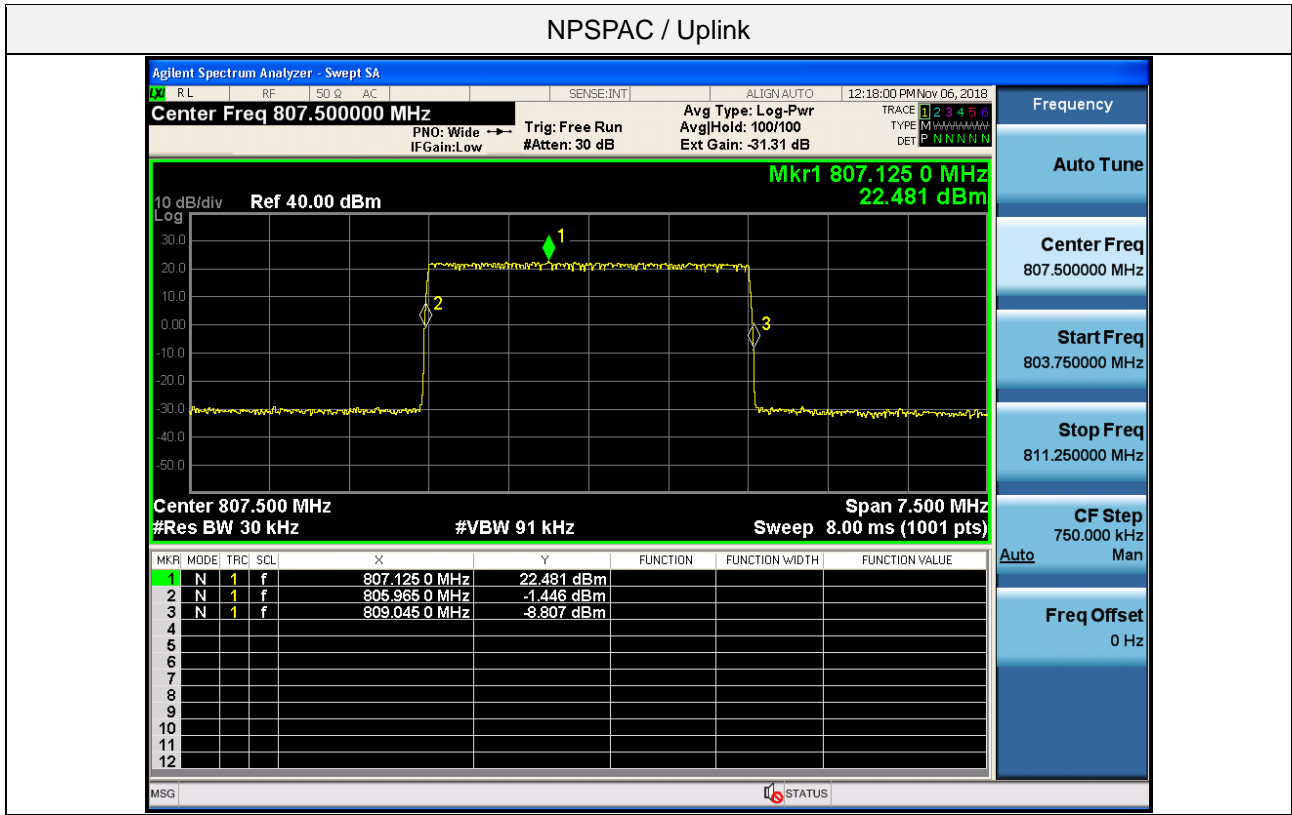 NPSPAC / Uplink
Agilent Spectrum Analyzer - Swept SA
LXI RL RF 50 Ω AC SENSE:INT ALIGN AUTO 12:18:00 PM Nov 06, 2018
Center Freq 807.500000 MHz
PNO: Wide
IFGain:Low
Trig: Free Run
#Atten: 30 dB
Avg Type: Log-Pwr
Avg|Hold: 100/100
Ext Gain: -31.31 dB
TRACE 1 2 3 4 5 6
TYPE M W W W W W
DET P N N N N N
Mkr1 807.125 0 MHz
22.481 dBm
10 dB/div Ref 40.00 dBm
Log
30.0
20.0
10.0
0.00
-10.0
-20.0
-30.0
-40.0
-50.0
1
2
3
Center 807.500 MHz Span 7.500 MHz
#Res BW 30 kHz #VBW 91 kHz Sweep 8.00 ms (1001 pts)
MKR MODE TRC SCL X Y FUNCTION FUNCTION WIDTH FUNCTION VALUE
1 N 1 f 807.125 0 MHz 22.481 dBm
2 N 1 f 805.965 0 MHz -1.446 dBm
3 N 1 f 809.045 0 MHz -8.807 dBm
4
5
6
7
8
9
10
11
12
MSG STATUS
Frequency
Auto Tune
Center Freq
807.500000 MHz
Start Freq
803.750000 MHz
Stop Freq
811.250000 MHz
CF Step
750.000 kHz
Auto Man
Freq Offset
0 Hz